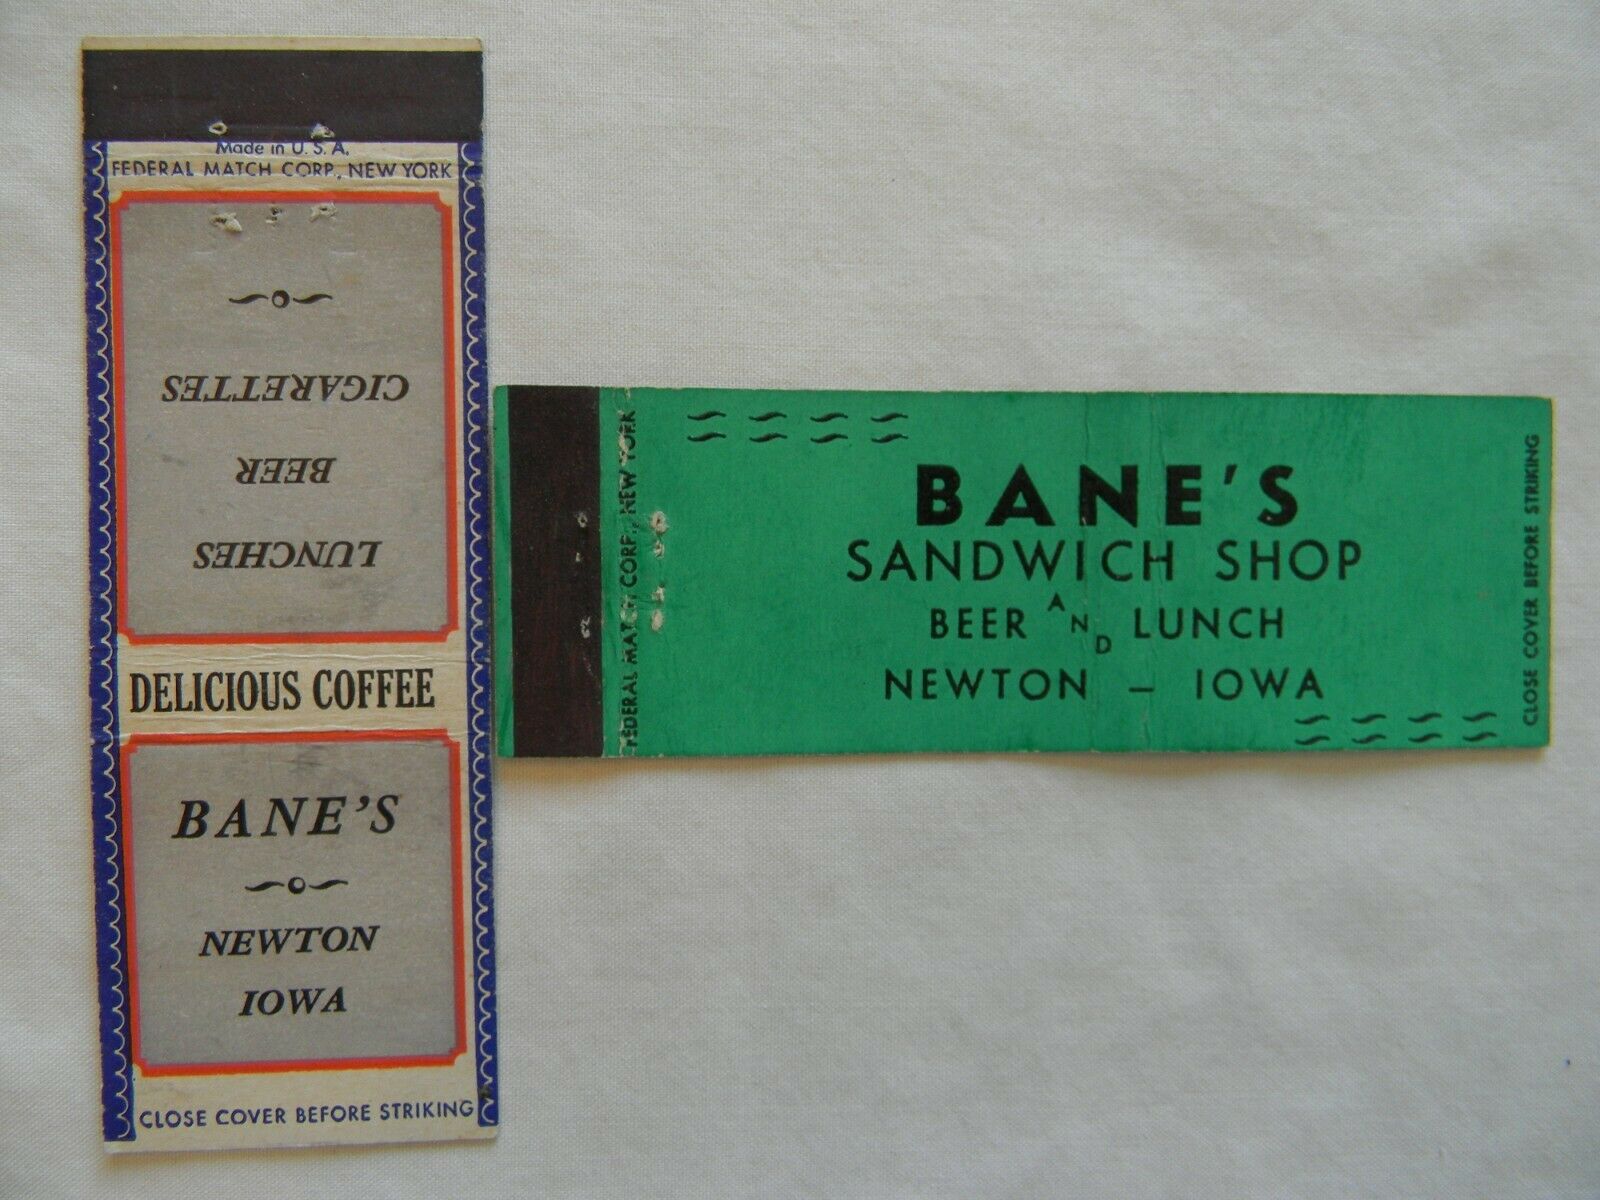 Made in U. S. A.
FEDERAL MATCH CORP., NEW YORK
LUNCHES
BEER
CIGARETTES
DELICIOUS COFFEE
BANE'S
NEWTON
IOWA
CLOSE COVER BEFORE STRIKING
FEDERAL MATCH CORP., NEW YORK
BANE'S
SANDWICH SHOP
BEER AND LUNCH
NEWTON — IOWA
CLOSE COVER BEFORE STRIKING